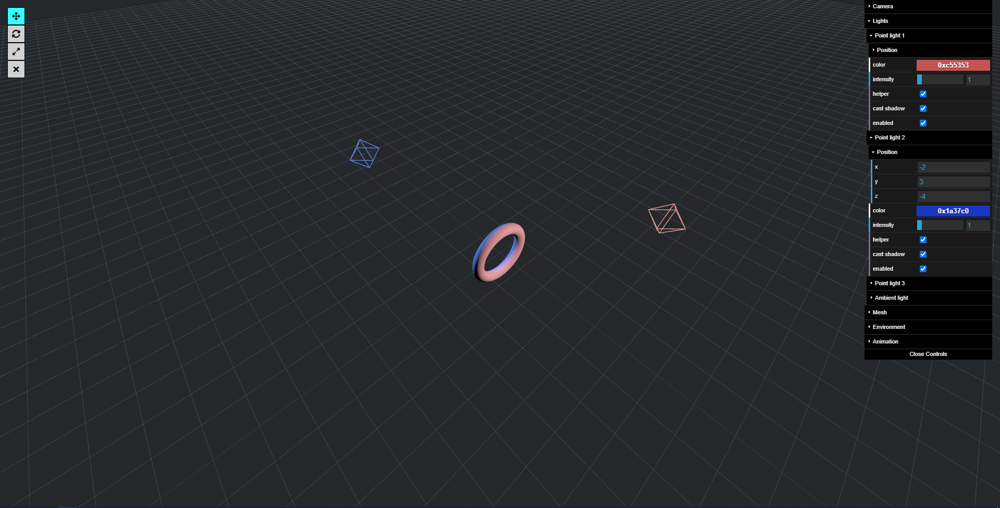 Camera
Lights
Point light 1
Position
color 0xc55353
intensity 1
helper
cast shadow
enabled
Point light 2
Position
x -2
y 3
z -4
color 0x1a37c0
intensity 1
helper
cast shadow
enabled
Point light 3
Ambient light
Mesh
Environment
Animation
Close Controls